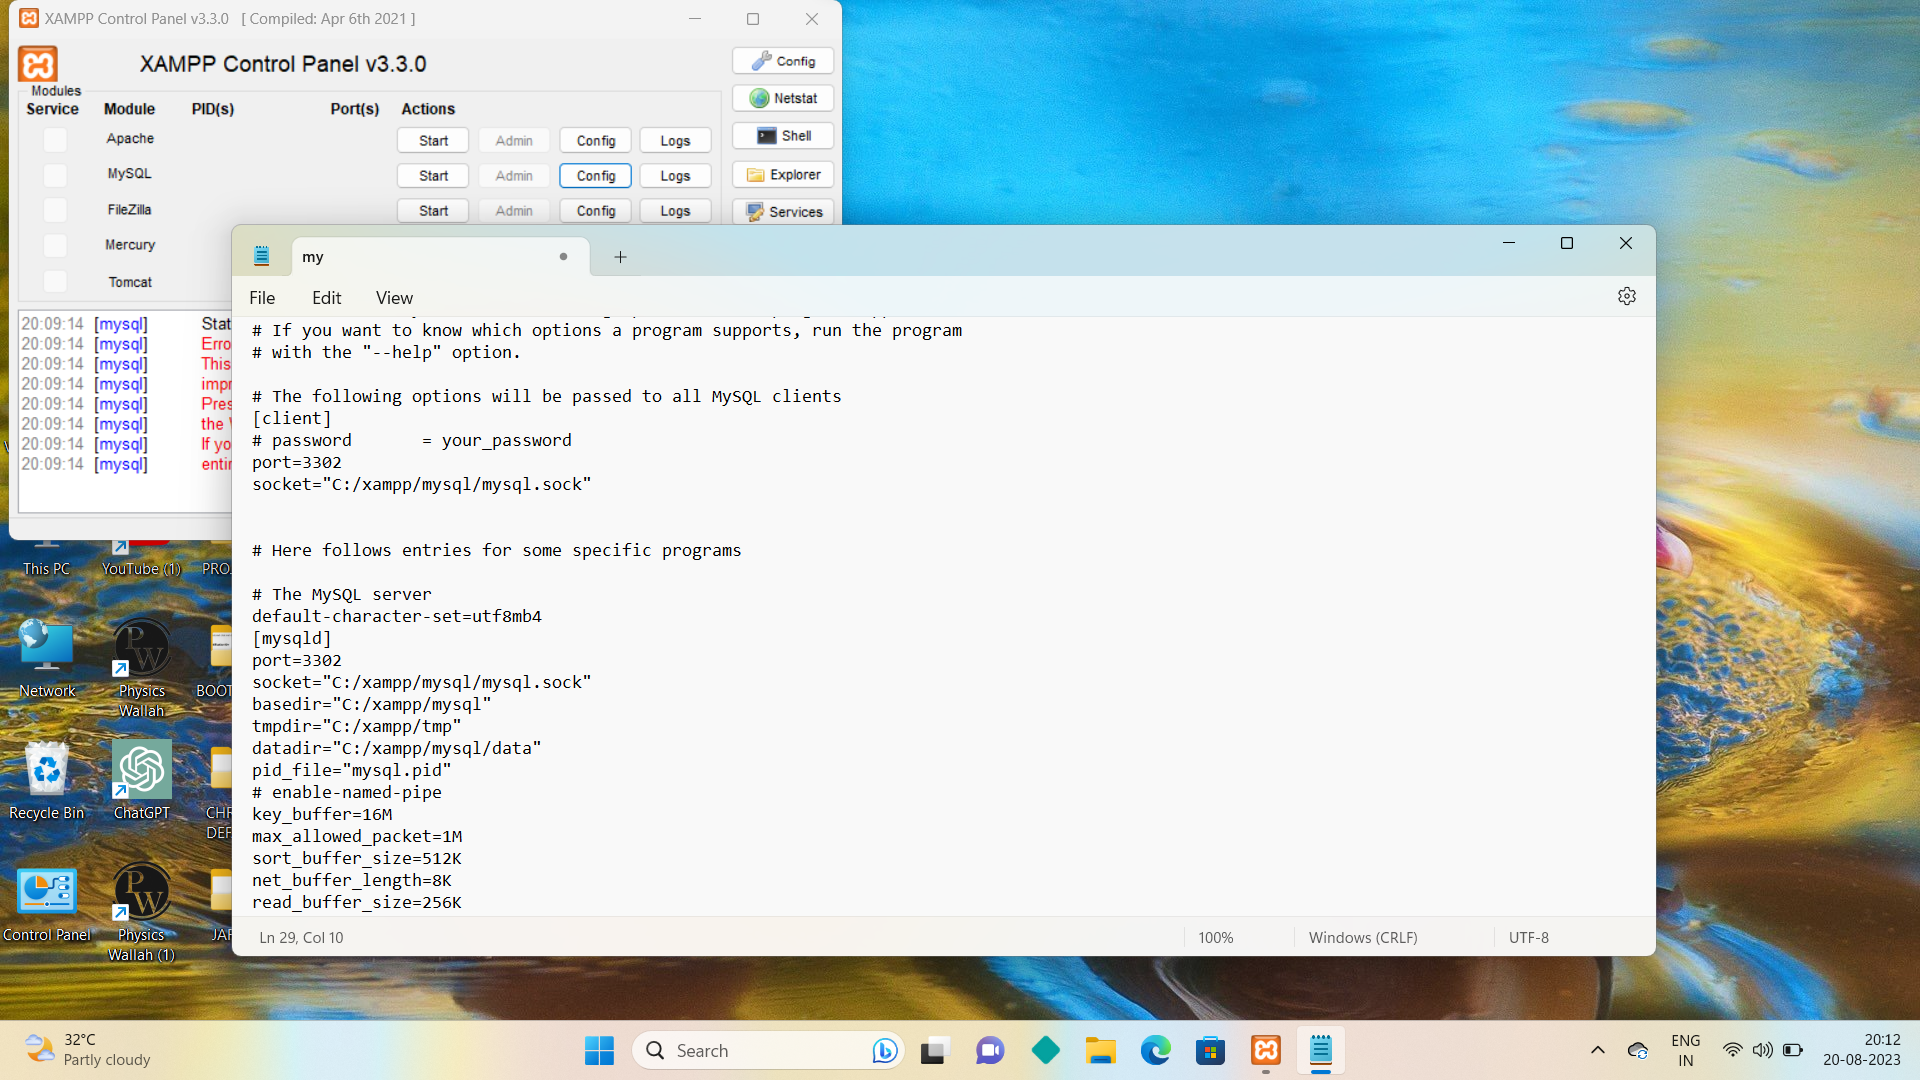 XAMPP Control Panel v3.3.0 [ Compiled: Apr 6th 2021 ]
XAMPP Control Panel v3.3.0
Modules
Service Module PID(s) Port(s) Actions
Apache Start Admin Config Logs
MySQL Start Admin Config Logs
FileZilla Start Admin Config Logs
Mercury
Tomcat
Config
Netstat
Shell
Explorer
Services
20:09:14 [mysql] Stat
20:09:14 [mysql] Erro
20:09:14 [mysql] This
20:09:14 [mysql] impr
20:09:14 [mysql] Pres
20:09:14 [mysql] the
20:09:14 [mysql] If yo
20:09:14 [mysql] entir
my
File Edit View
# If you want to know which options a program supports, run the program
# with the "--help" option.
# The following options will be passed to all MySQL clients
[client]
# password = your_password
port=3302
socket="C:/xampp/mysql/mysql.sock"
# Here follows entries for some specific programs
# The MySQL server
default-character-set=utf8mb4
[mysqld]
port=3302
socket="C:/xampp/mysql/mysql.sock"
basedir="C:/xampp/mysql"
tmpdir="C:/xampp/tmp"
datadir="C:/xampp/mysql/data"
pid_file="mysql.pid"
# enable-named-pipe
key_buffer=16M
max_allowed_packet=1M
sort_buffer_size=512K
net_buffer_length=8K
read_buffer_size=256K
Ln 29, Col 10 100% Windows (CRLF) UTF-8
This PC
YouTube (1)
PRO
Network
Physics
Wallah
BOOT
PW
Recycle Bin
ChatGPT
CHR
DEF
Control Panel
Physics
Wallah (1)
JAR
PW
32°C
Partly cloudy
Search
ENG
IN
20:12
20-08-2023